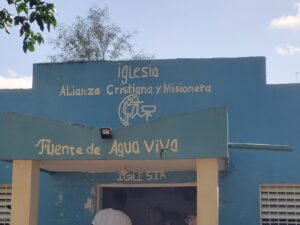 iglesia
Alianza Cristiana y Misionera
Fuente de Agua Viva
IGLESIA